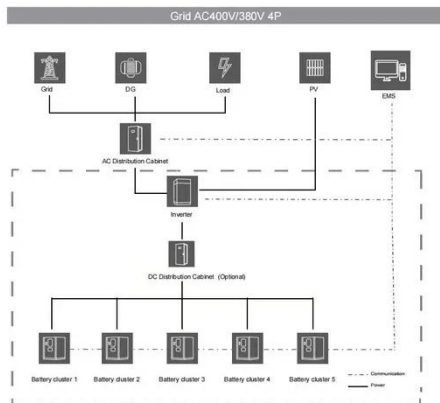 Grid AC400V/380V 4P
Grid
DG
Load
PV
EMS
AC Distribution Cabinet
Inverter
DC Distribution Cabinet (Optional)
Battery cluster 1
Battery cluster 2
Battery cluster 3
Battery cluster 4
Battery cluster 5
Communication
Power